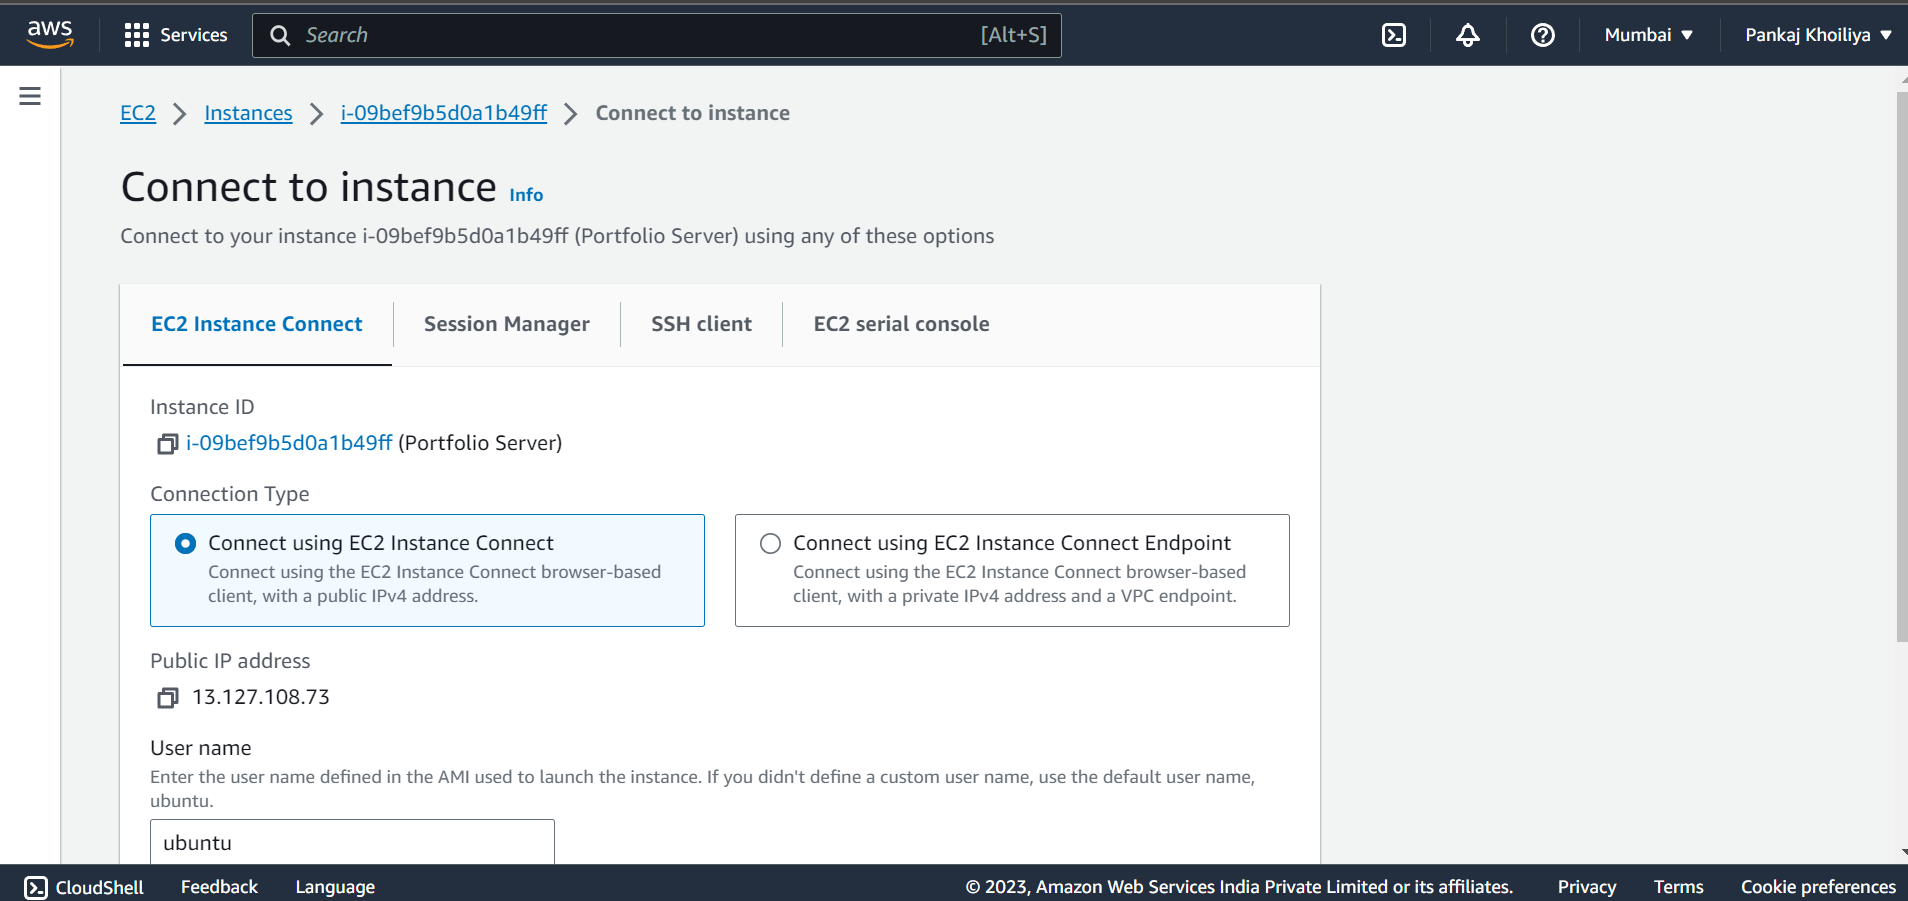 aws Services Search [Alt+S] Mumbai Pankaj Khoiliya
EC2 Instances i-09bef9b5d0a1b49ff Connect to instance
Connect to instance Info
Connect to your instance i-09bef9b5d0a1b49ff (Portfolio Server) using any of these options
EC2 Instance Connect Session Manager SSH client EC2 serial console
Instance ID
i-09bef9b5d0a1b49ff (Portfolio Server)
Connection Type
Connect using EC2 Instance Connect
Connect using the EC2 Instance Connect browser-based
client, with a public IPv4 address.
Connect using EC2 Instance Connect Endpoint
Connect using the EC2 Instance Connect browser-based
client, with a private IPv4 address and a VPC endpoint.
Public IP address
13.127.108.73
User name
Enter the user name defined in the AMI used to launch the instance. If you didn't define a custom user name, use the default user name,
ubuntu.
ubuntu
CloudShell Feedback Language © 2023, Amazon Web Services India Private Limited or its affiliates. Privacy Terms Cookie preferences